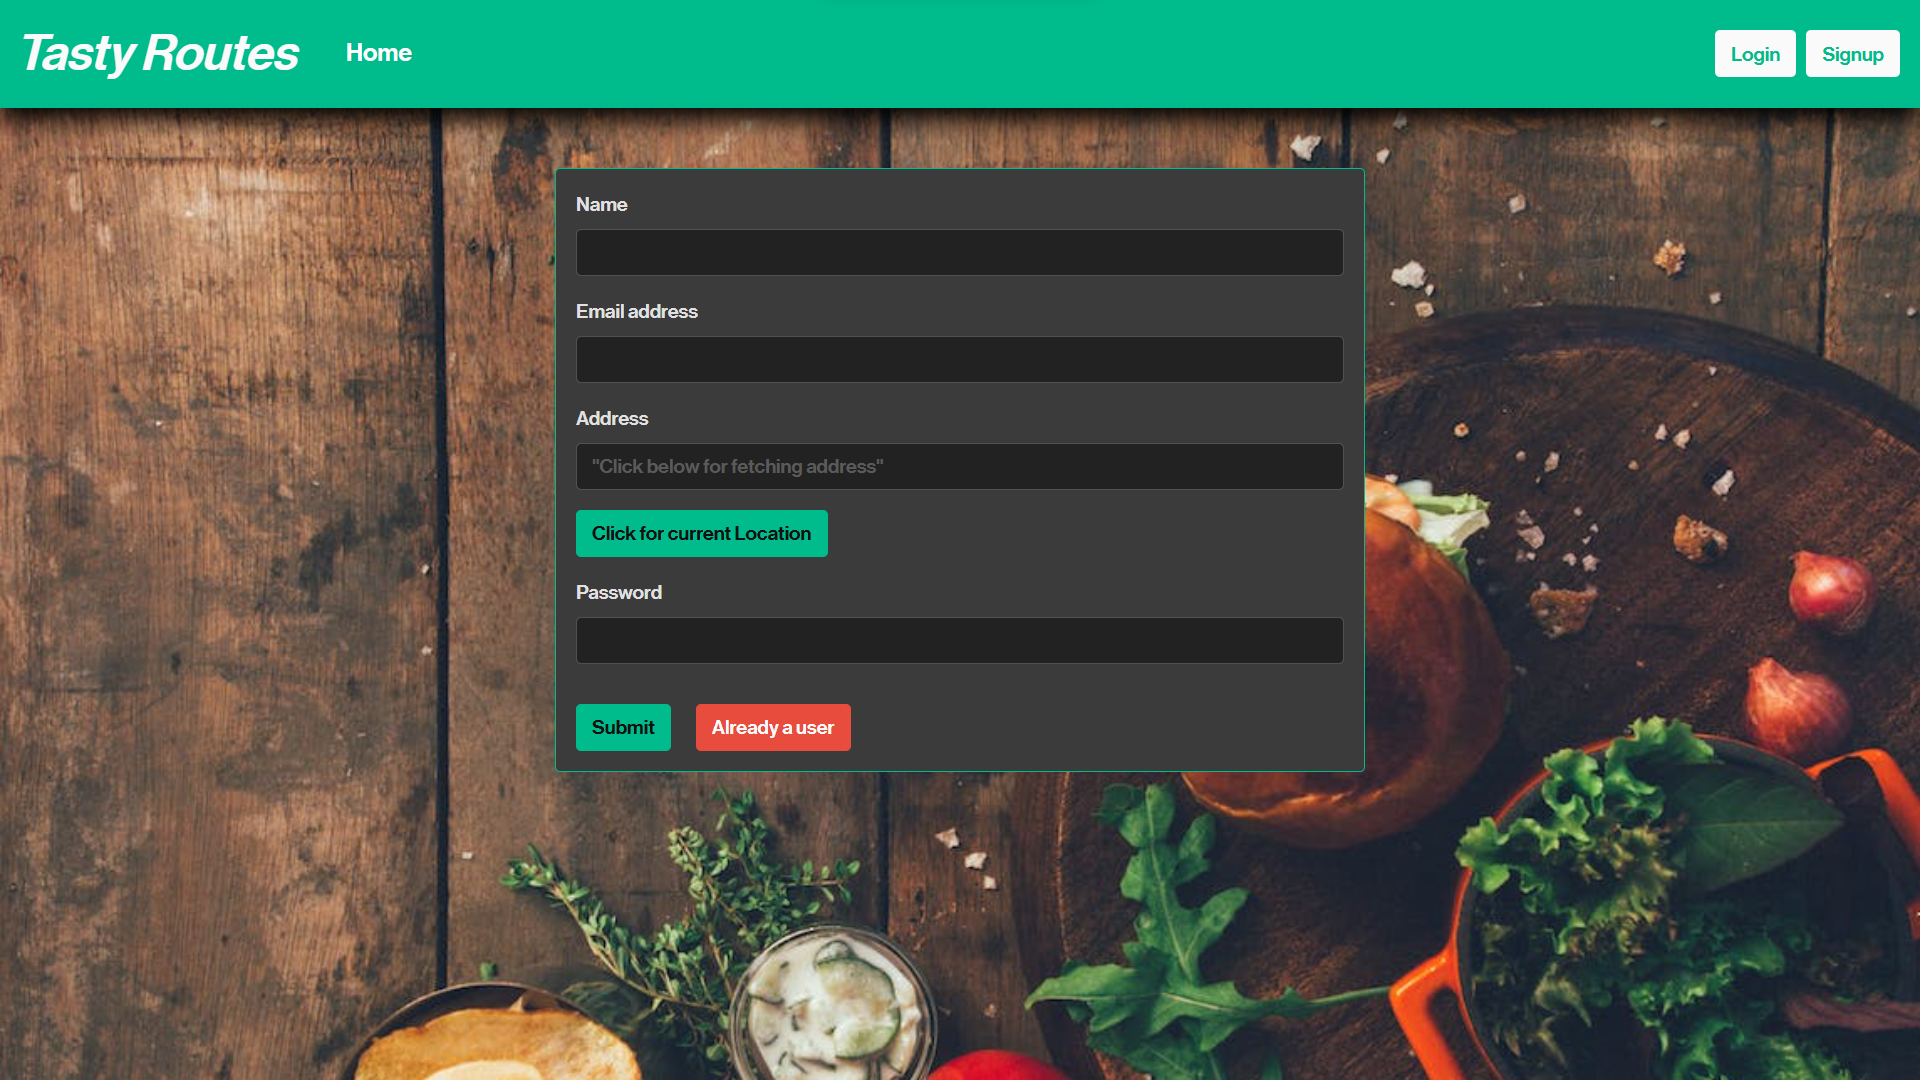 Tasty Routes
Home
Login
Signup
Name
Email address
Address
"Click below for fetching address"
Click for current Location
Password
Submit
Already a user